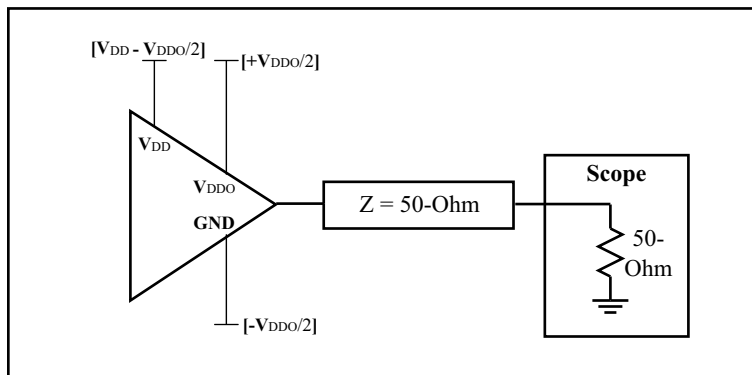 [VDD - VDDO/2]
[+VDDO/2]
VDD
VDDO
GND
[-VDDO/2]
Z = 50-Ohm
Scope
50-
Ohm